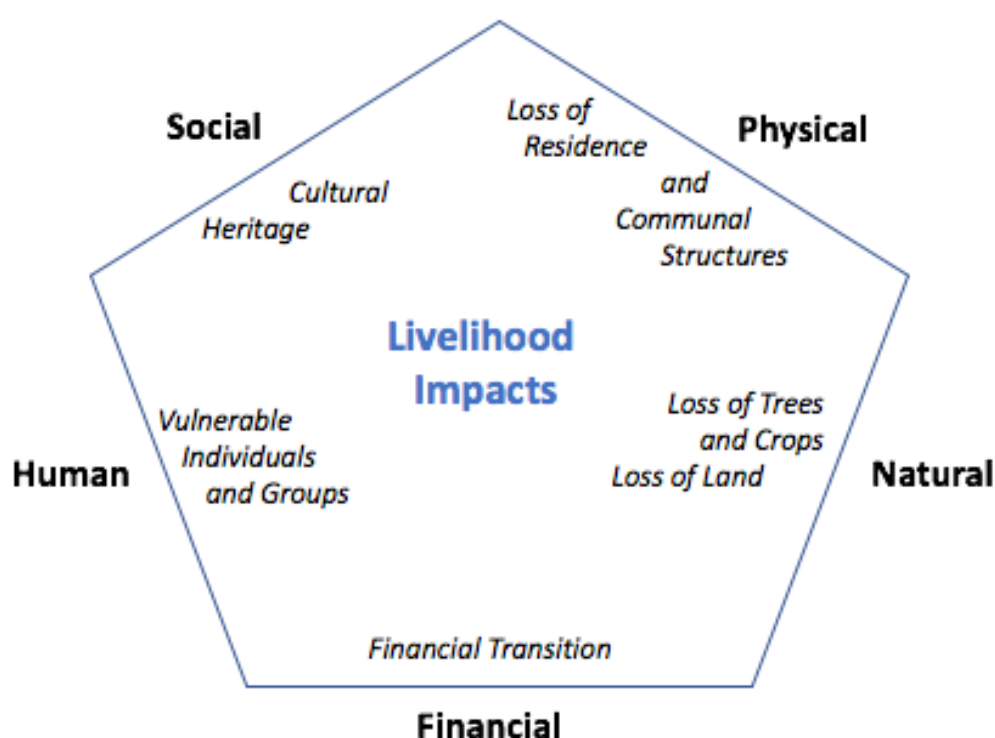 Social
Physical
Loss of
Residence
and
Communal
Structures
Cultural
Heritage
Livelihood
Impacts
Vulnerable
Individuals
and Groups
Loss of Trees
and Crops
Loss of Land
Human
Natural
Financial Transition
Financial